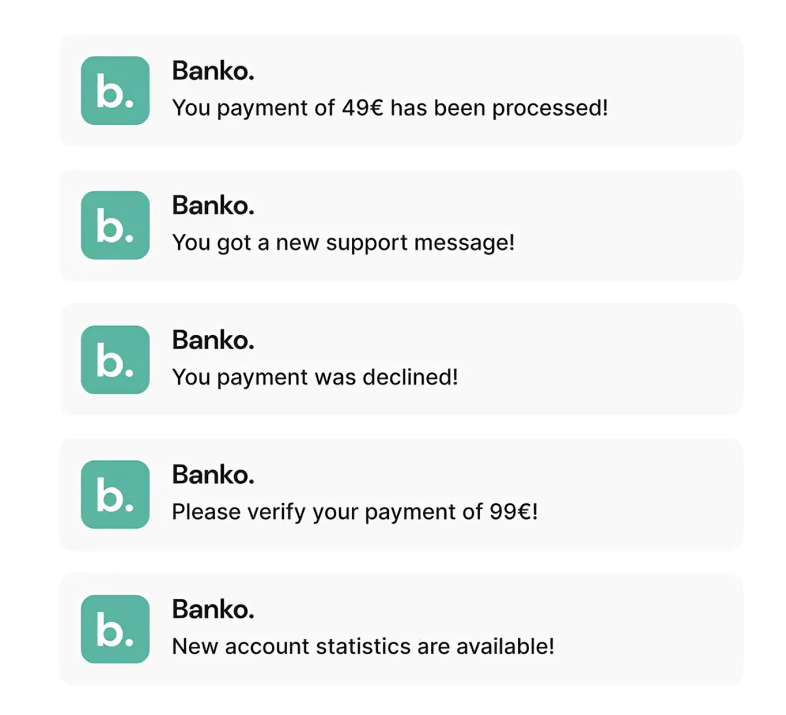 b.
Banko.
You payment of 49€ has been processed!
b.
Banko.
You got a new support message!
b.
Banko.
You payment was declined!
b.
Banko.
Please verify your payment of 99€!
b.
Banko.
New account statistics are available!